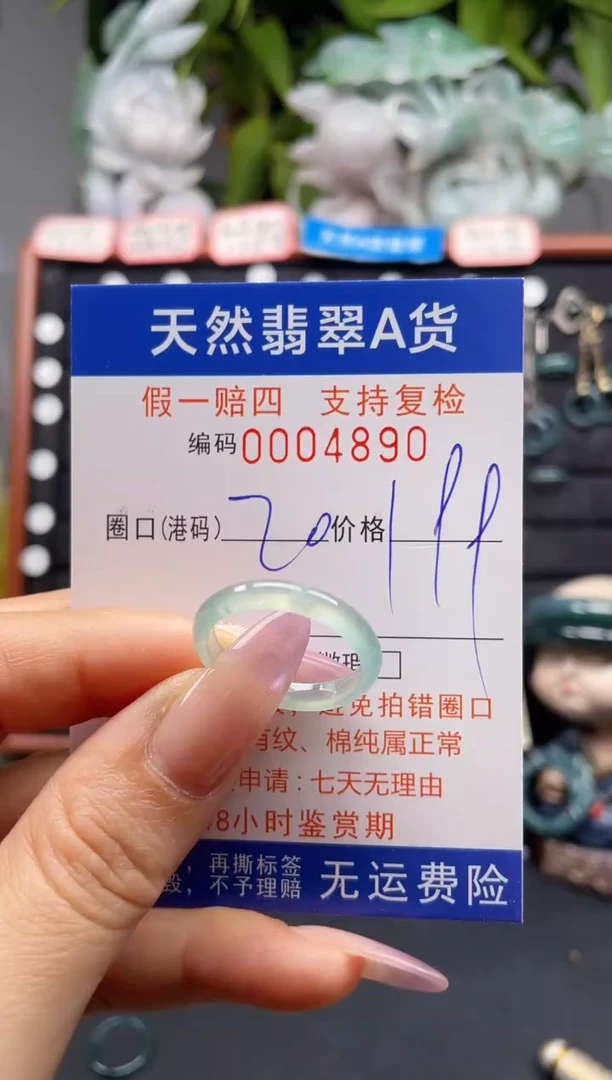 天然翡翠A货
假一赔四 支持复检
编码0004890
圈口(港码) 20 价格 199
避免拍错圈口
有纹、棉纯属正常
申请：七天无理由
8小时鉴赏期
，再撕标签
，不予理赔
无运费险